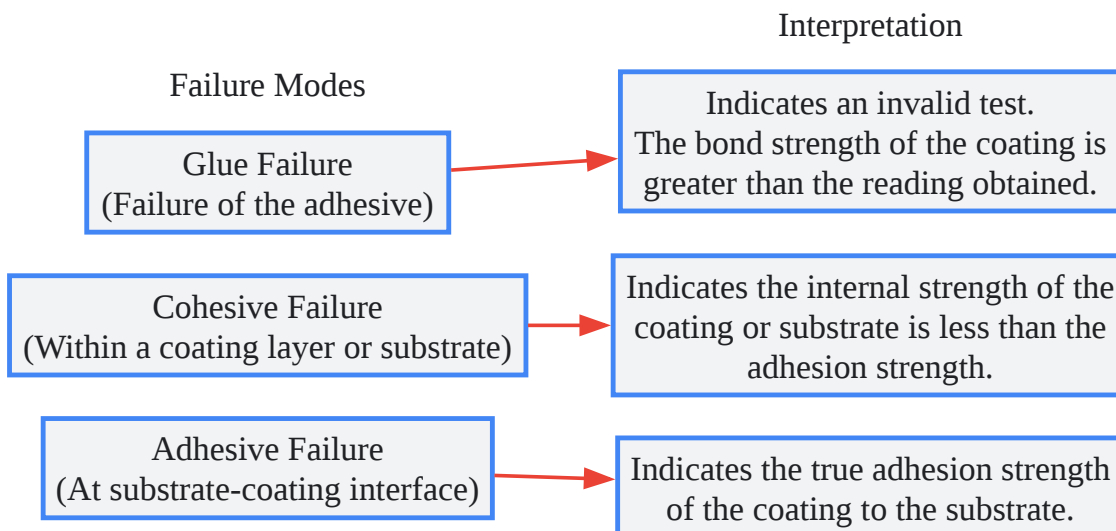 Interpretation
Failure Modes
Glue Failure
(Failure of the adhesive)
Indicates an invalid test.
The bond strength of the coating is
greater than the reading obtained.
Cohesive Failure
(Within a coating layer or substrate)
Indicates the internal strength of the
coating or substrate is less than the
adhesion strength.
Adhesive Failure
(At substrate-coating interface)
Indicates the true adhesion strength
of the coating to the substrate.